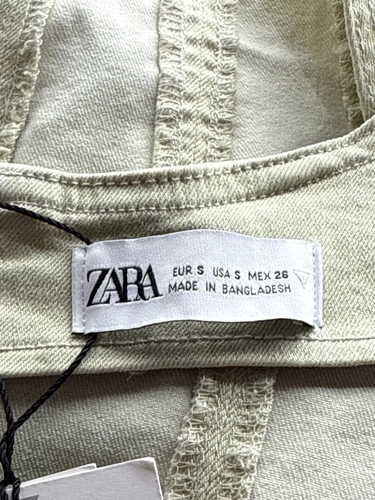 ZARA
EUR S USA S MEX 26
MADE IN BANGLADESH